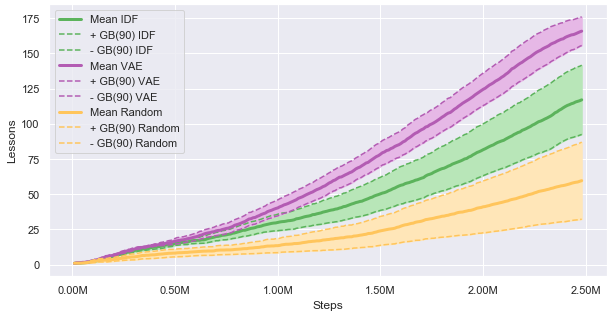 Mean IDF
+ GB(90) IDF
- GB(90) IDF
Mean VAE
+ GB(90) VAE
- GB(90) VAE
Mean Random
+ GB(90) Random
- GB(90) Random
175
150
125
100
75
50
25
0
Lessons
0.00M 0.50M 1.00M 1.50M 2.00M 2.50M
Steps